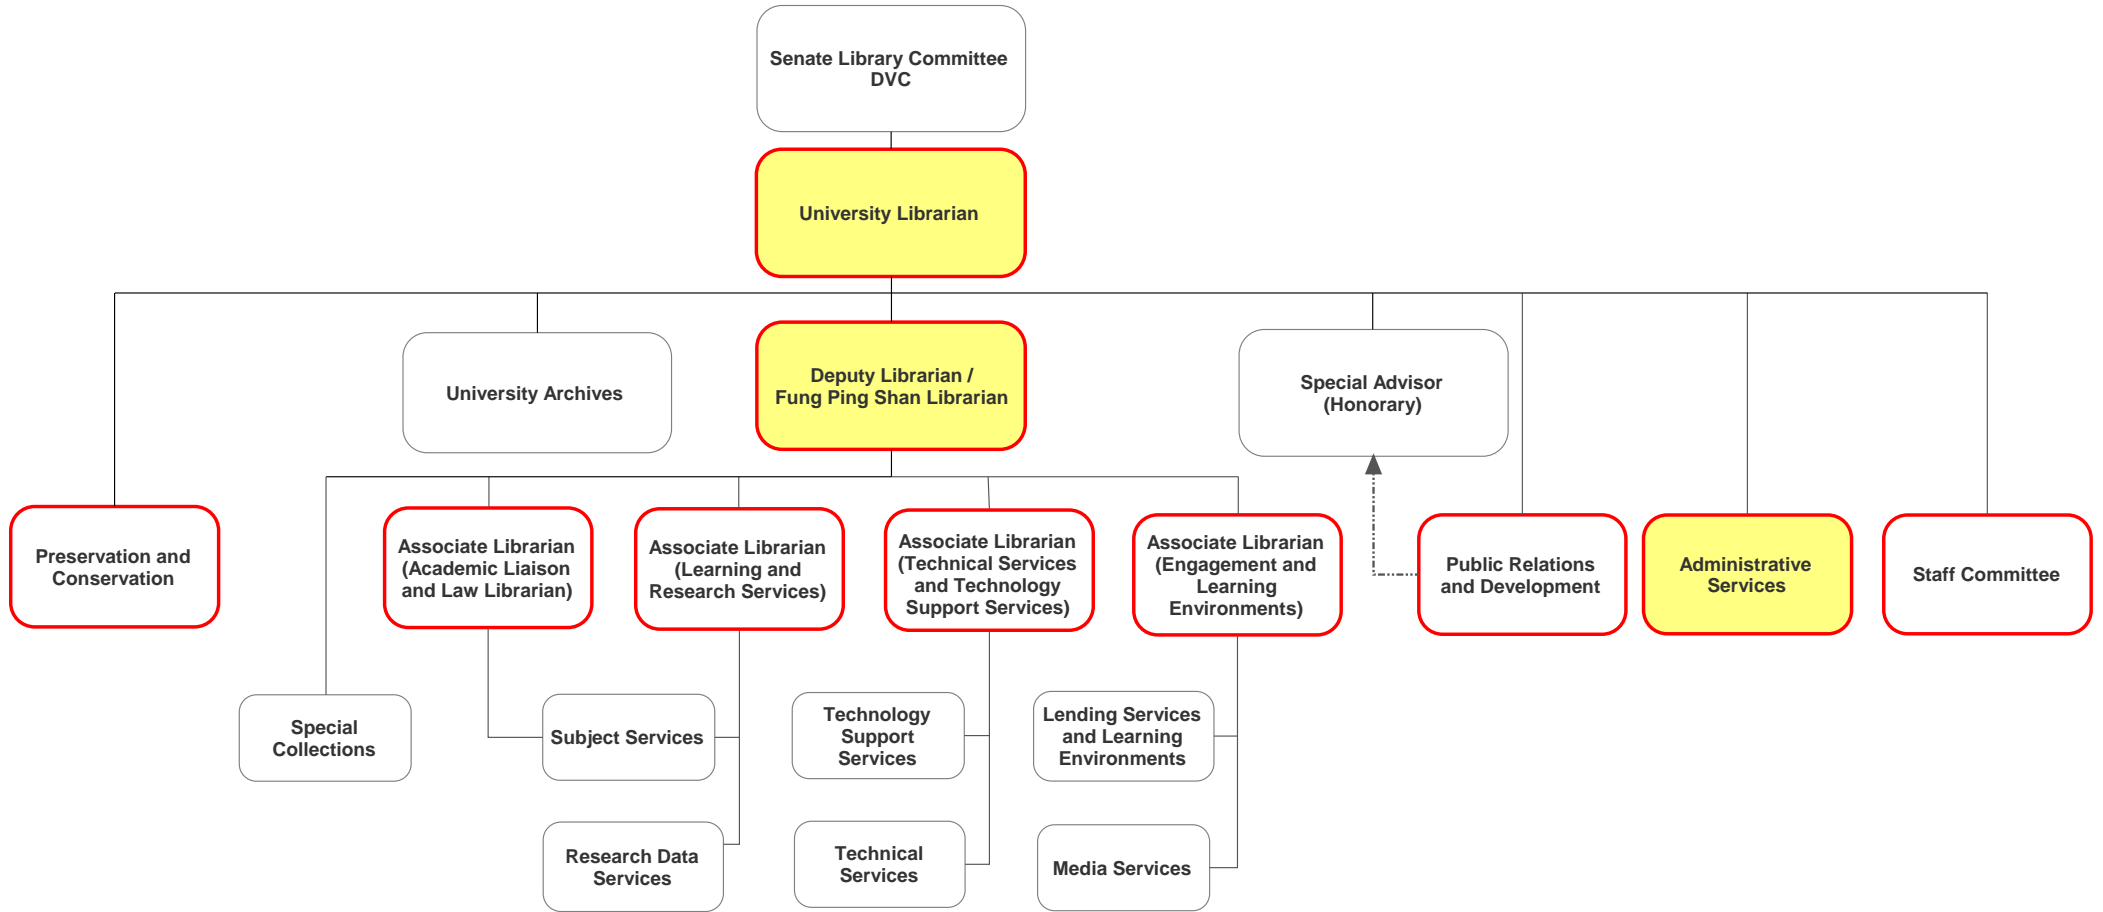 Senate Library Committee
DVC
University Librarian
University Archives
Deputy Librarian /
Fung Ping Shan Librarian
Special Advisor
(Honorary)
Preservation and
Conservation
Associate Librarian
(Academic Liaison
and Law Librarian)
Associate Librarian
(Learning and
Research Services)
Associate Librarian
(Technical Services
and Technology
Support Services)
Associate Librarian
(Engagement and
Learning
Environments)
Public Relations
and Development
Administrative
Services
Staff Committee
Special
Collections
Subject Services
Technology
Support
Services
Lending Services
and Learning
Environments
Research Data
Services
Technical
Services
Media Services